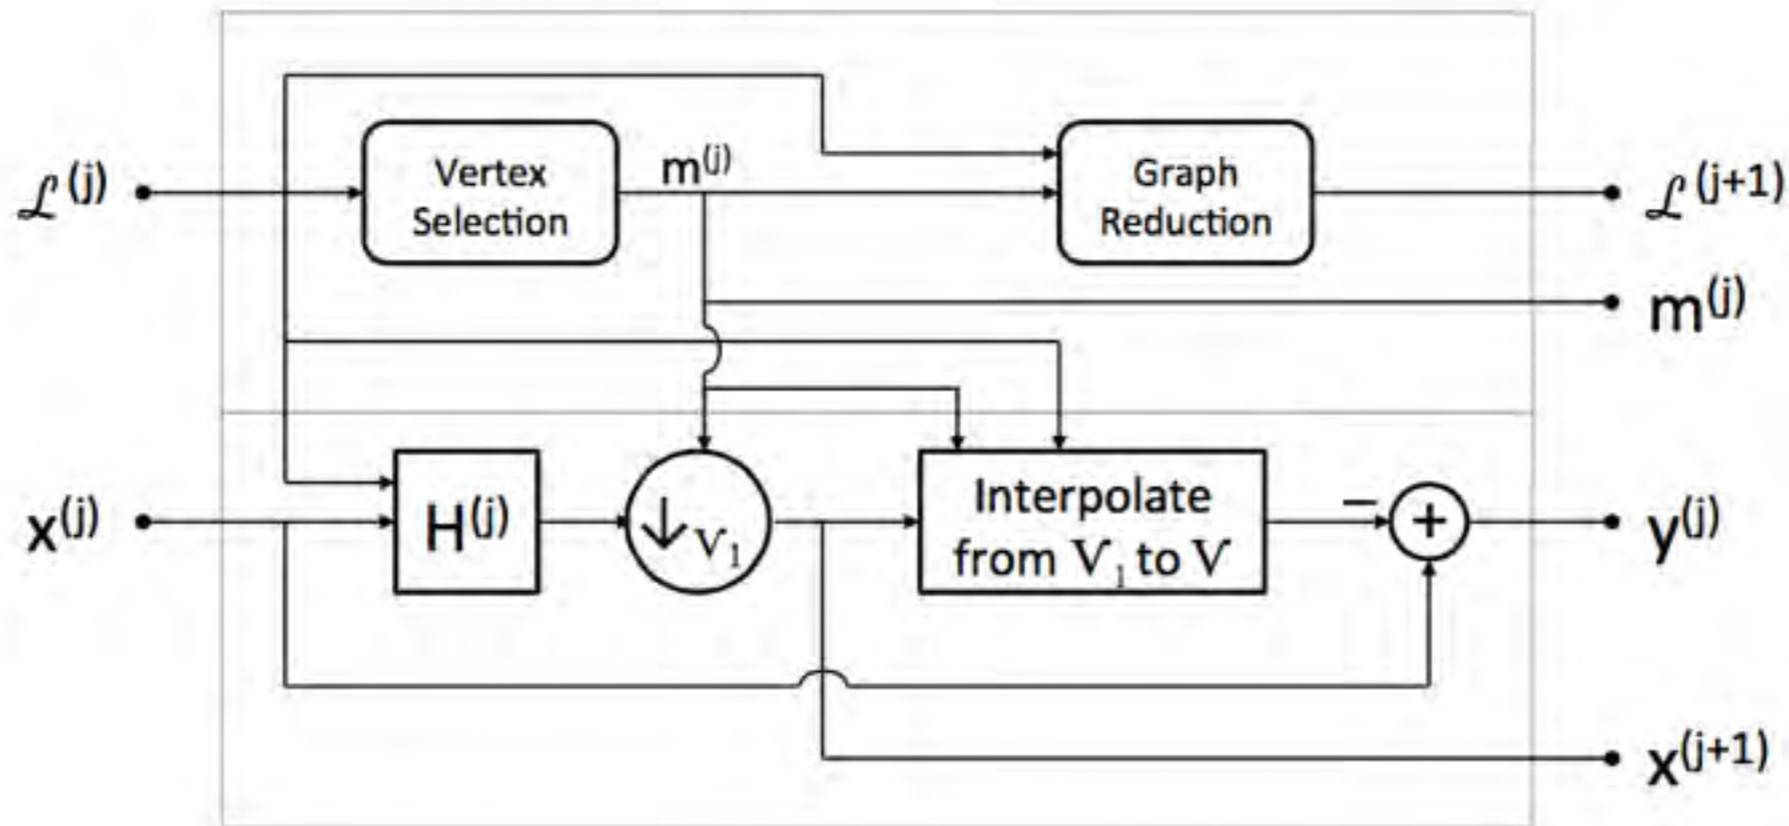 ℒ(j)
Vertex
Selection
m(j)
Graph
Reduction
ℒ(j+1)
m(j)
x(j)
H(j)
↓V1
Interpolate
from V1 to V
−
+
y(j)
x(j+1)